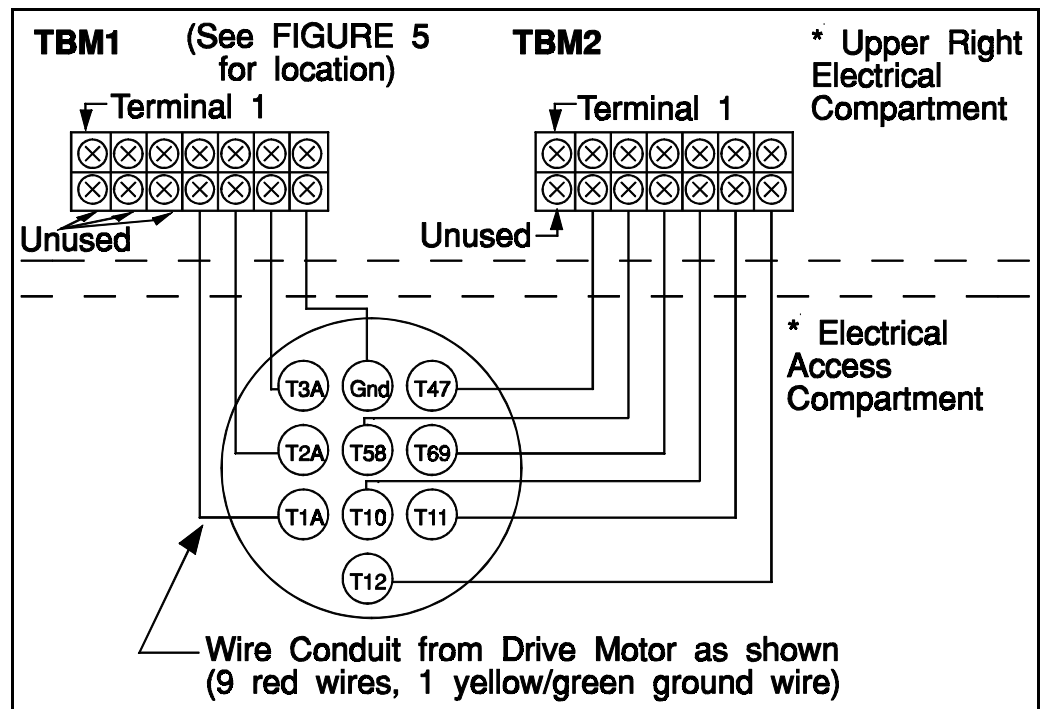 TBM1
(See FIGURE 5
for location)
TBM2
* Upper Right
Electrical
Compartment
Terminal 1
Terminal 1
Unused
Unused
* Electrical
Access
Compartment
T3A
Gnd
T47
T2A
T58
T69
T1A
T10
T11
T12
Wire Conduit from Drive Motor as shown
(9 red wires, 1 yellow/green ground wire)